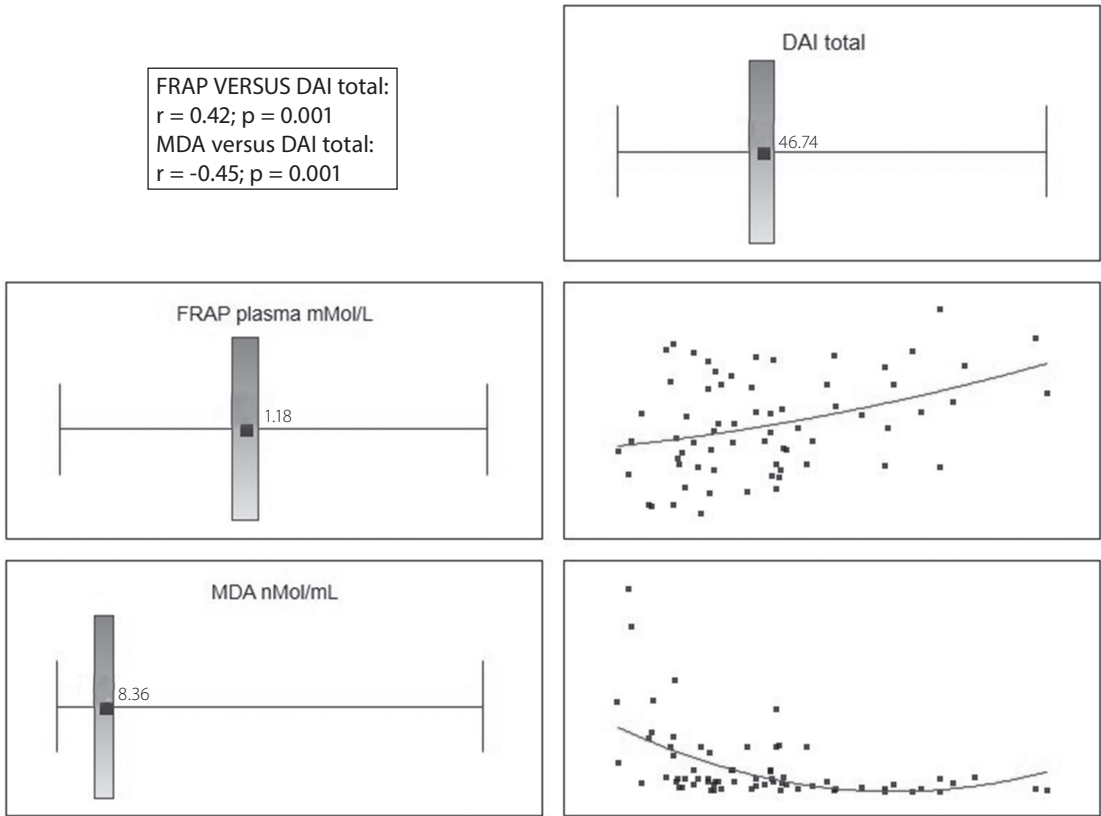 FRAP VERSUS DAI total:
r = 0.42; p = 0.001
MDA versus DAI total:
r = -0.45; p = 0.001
DAI total
46.74
FRAP plasma mMol/L
1.18
MDA nMol/mL
8.36